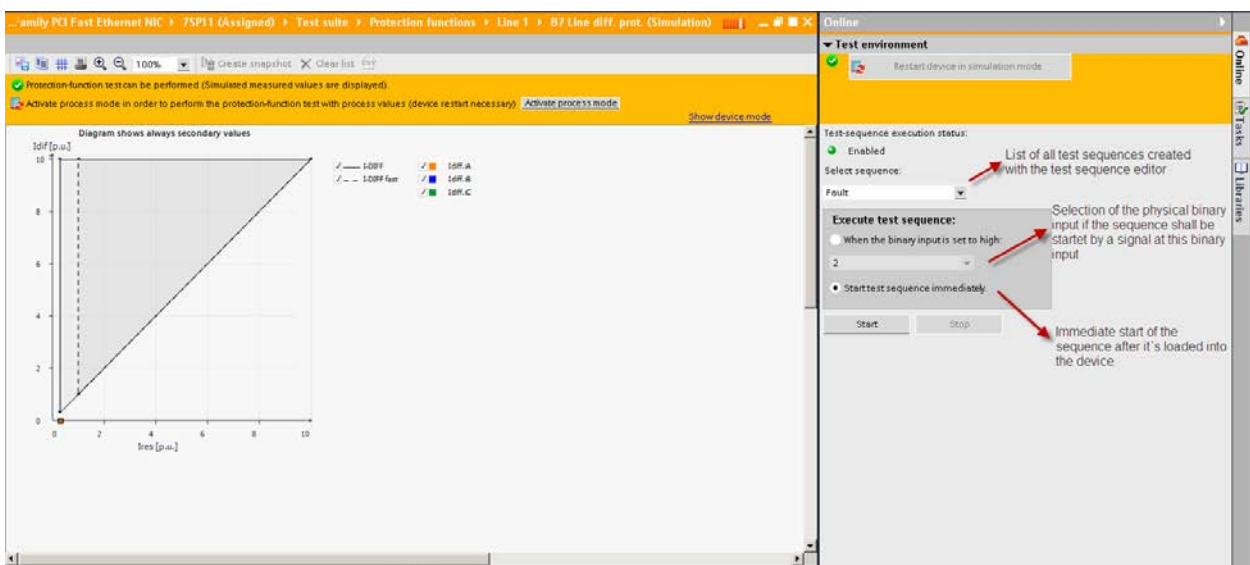 ...'amily PCI Fast Ethernet NIC ▸ 7SP11 (Assigned) ▸ Test suite ▸ Protection functions ▸ Line 1 ▸ 87 Line diff. prot. (Simulation)
100%
Create snapshot
Clear list
Protection-function test can be performed (Simulated measured values are displayed).
Activate process mode in order to perform the protection-function test with process values (device restart necessary)
Activate process mode
Show device mode
Diagram shows always secondary values
Idif [p.u.]
10
8
6
4
2
0
0 2 4 6 8 10
Ires [p.u.]
I-DIFF
I-DIFF fast
Idiff.A
Idiff.B
Idiff.C
Online
Test environment
Restart device in simulation mode
Test-sequence execution status:
Enabled
Select sequence:
Fault
Execute test sequence:
When the binary input is set to high:
2
Start test sequence immediately.
Start
Stop
List of all test sequences created
with the test sequence editor
Selection of the physical binary
input if the sequence shall be
startet by a signal at this binary
input
Immediate start of the
sequence after it´s loaded into
the device
Online
Tasks
Libraries